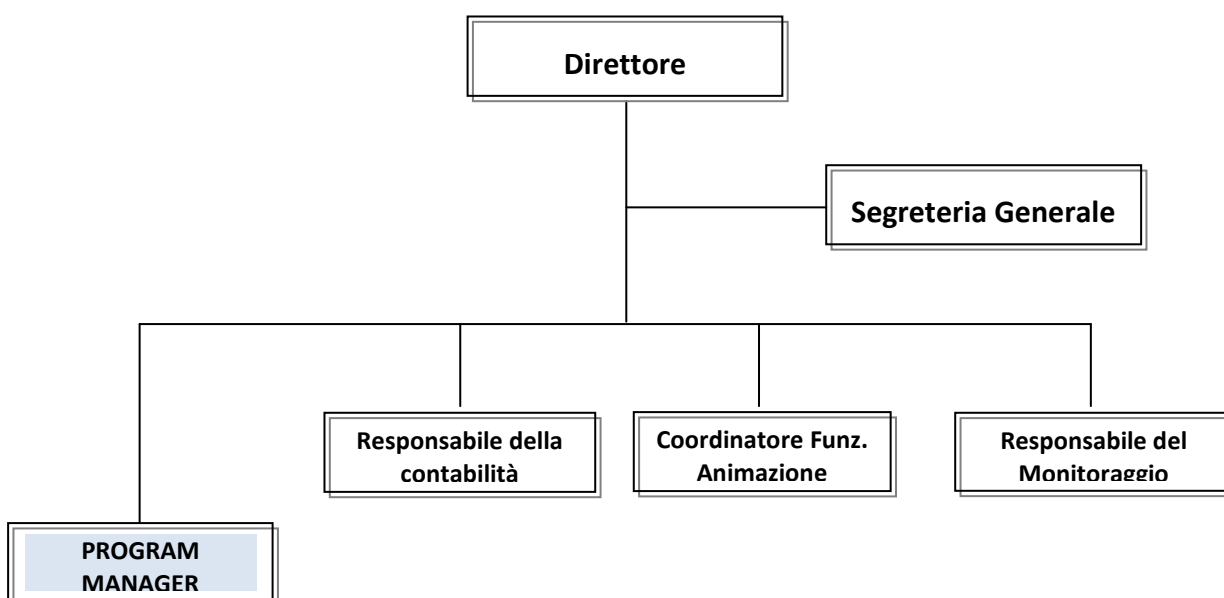 Direttore
Segreteria Generale
Responsabile della
contabilità
Coordinatore Funz.
Animazione
Responsabile del
Monitoraggio
PROGRAM
MANAGER